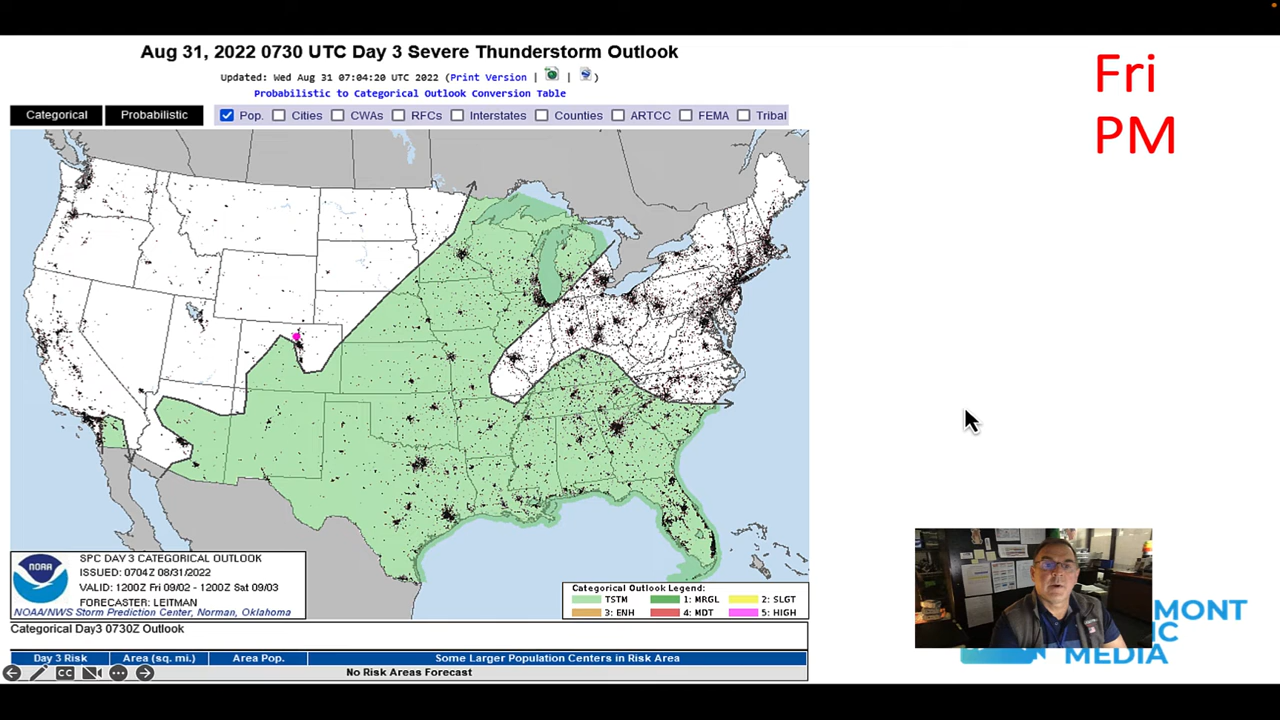 Aug 31, 2022 0730 UTC Day 3 Severe Thunderstorm Outlook
Updated: Wed Aug 31 07:04:20 UTC 2022 (Print Version | | )
Probabilistic to Categorical Outlook Conversion Table
Categorical Probabilistic Pop. Cities CWAs RFCs Interstates Counties ARTCC FEMA Tribal
Fri
PM
NOAA
SPC DAY 3 CATEGORICAL OUTLOOK
ISSUED: 0704Z 08/31/2022
VALID: 1200Z Fri 09/02 - 1200Z Sat 09/03
FORECASTER: LEITMAN
NOAA/NWS Storm Prediction Center, Norman, Oklahoma
Categorical Outlook Legend:
TSTM 1: MRGL 2: SLGT
3: ENH 4: MDT 5: HIGH
Categorical Day3 0730Z Outlook
Day 3 Risk Area (sq. mi.) Area Pop. Some Larger Population Centers in Risk Area
No Risk Areas Forecast
CC
MONT
IC
MEDIA